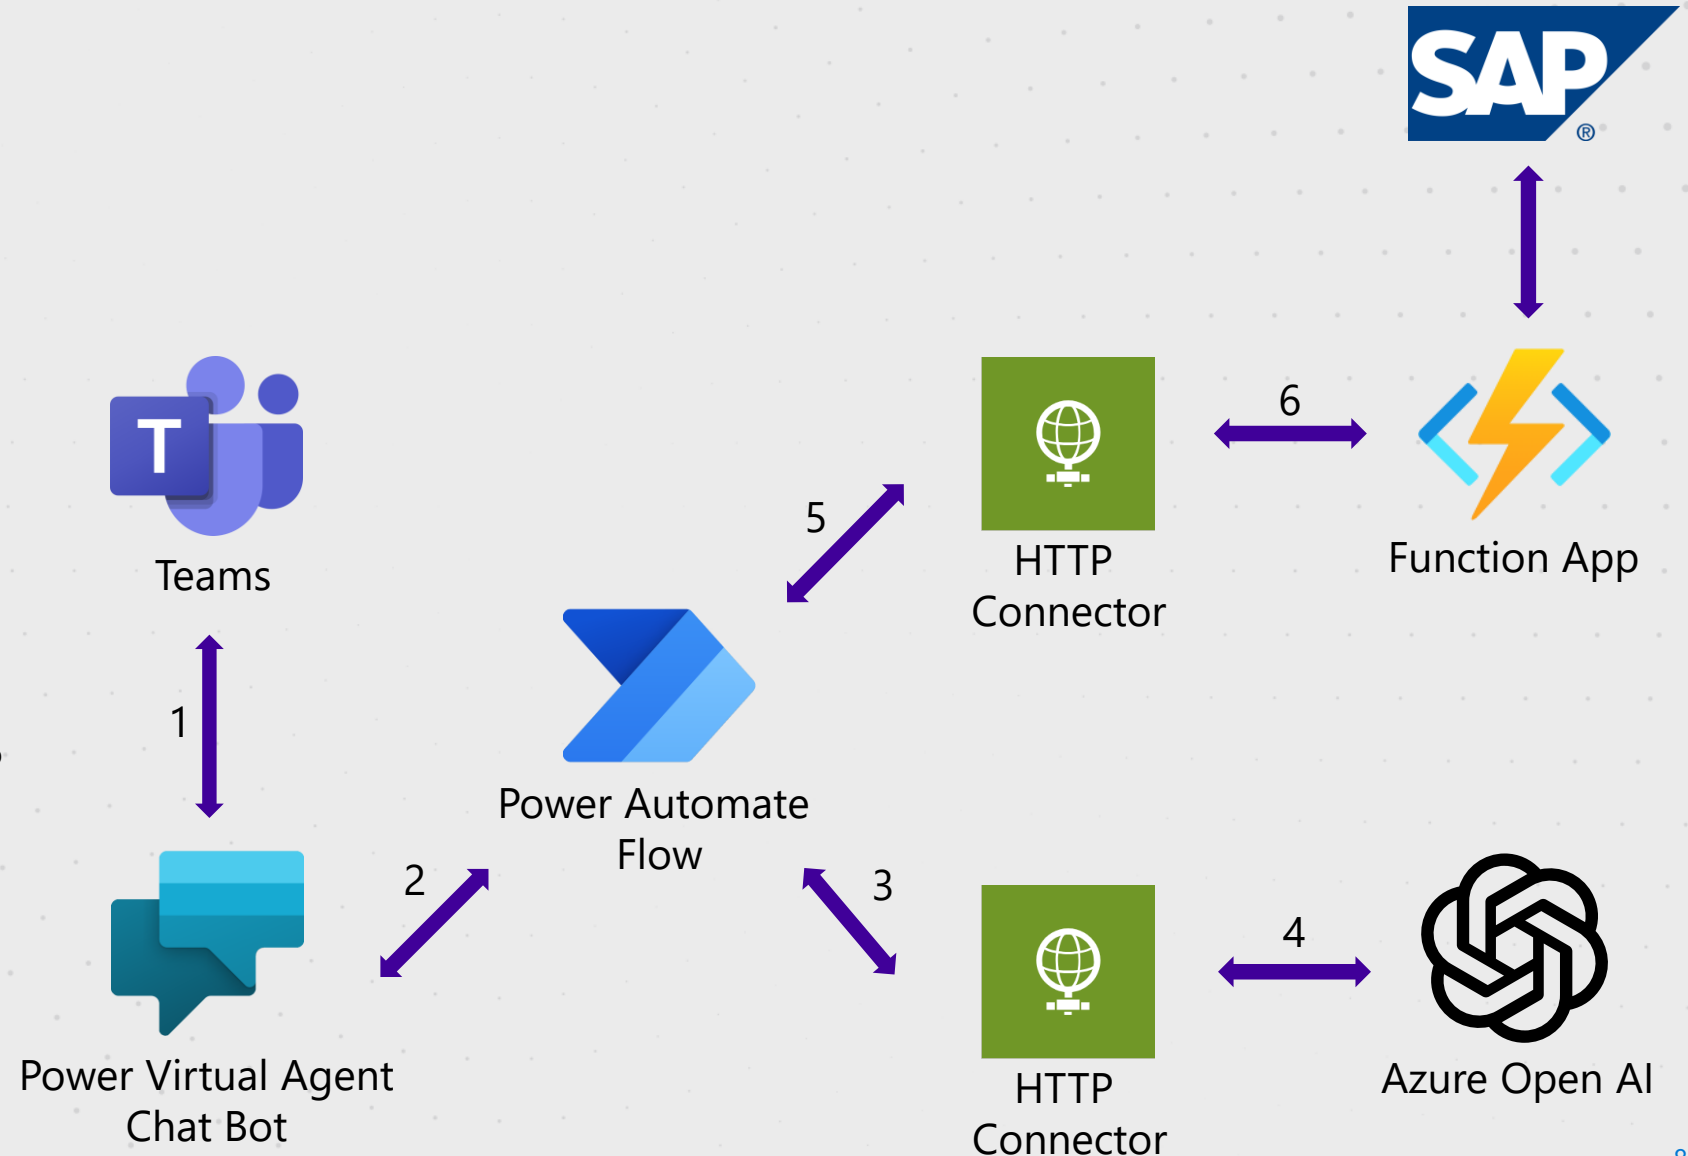 SAP
®
T
Teams
1
Power Virtual Agent
Chat Bot
2
Power Automate
Flow
3
HTTP
Connector
4
Azure Open AI
5
HTTP
Connector
6
Function App